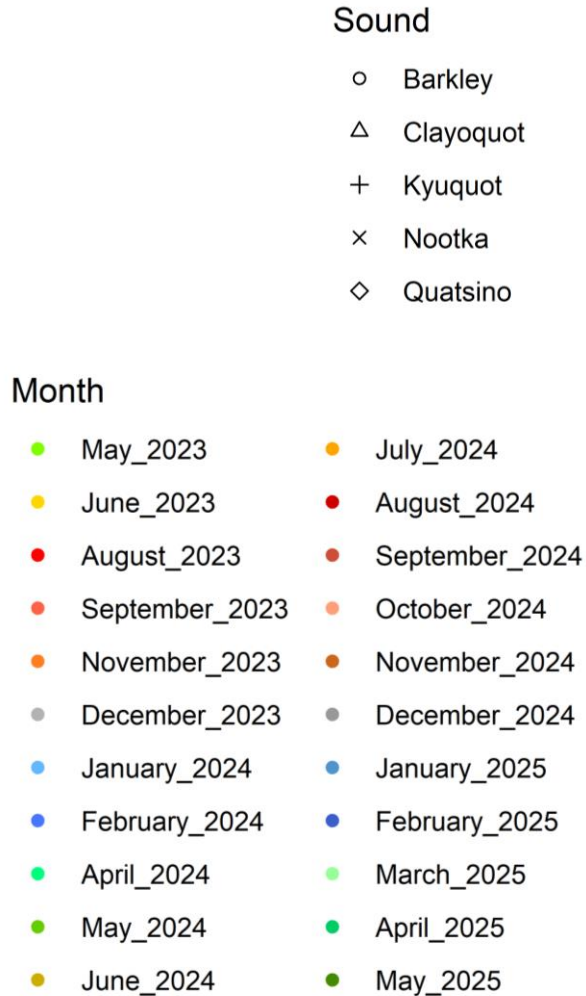 Sound
Barkley
Clayoquot
Kyuquot
Nootka
Quatsino
Month
May_2023
June_2023
August_2023
September_2023
November_2023
December_2023
January_2024
February_2024
April_2024
May_2024
June_2024
July_2024
August_2024
September_2024
October_2024
November_2024
December_2024
January_2025
February_2025
March_2025
April_2025
May_2025